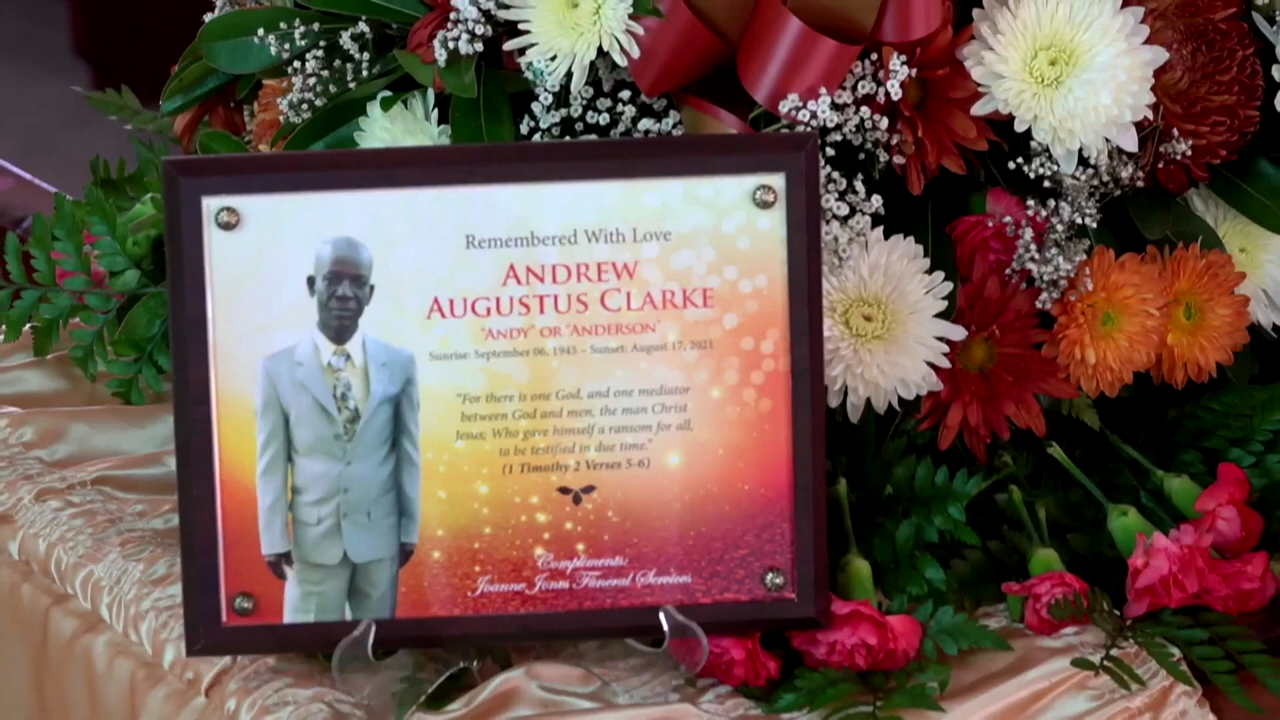 Remembered With Love
ANDREW
AUGUSTUS CLARKE
"ANDY" OR "ANDERSON"
Sunrise: September 06, 1945 – Sunset: August 17, 2021
"For there is one God, and one mediator
between God and men, the man Christ
Jesus; Who gave himself a ransom for all,
to be testified in due time."
(1 Timothy 2 Verses 5-6)
Compliments:
Joanne Jones Funeral Services